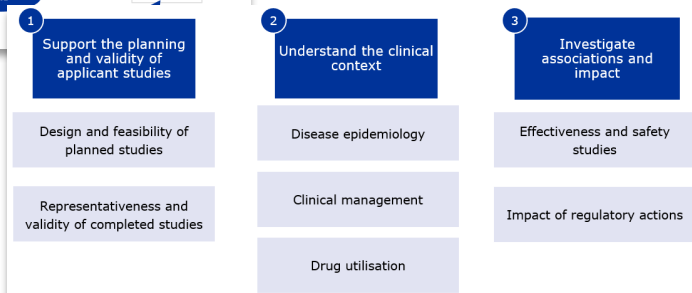 1
Support the planning
and validity of
applicant studies
Design and feasibility of
planned studies
Representativeness and
validity of completed studies
2
Understand the clinical
context
Disease epidemiology
Clinical management
Drug utilisation
3
Investigate
associations and
impact
Effectiveness and safety
studies
Impact of regulatory actions